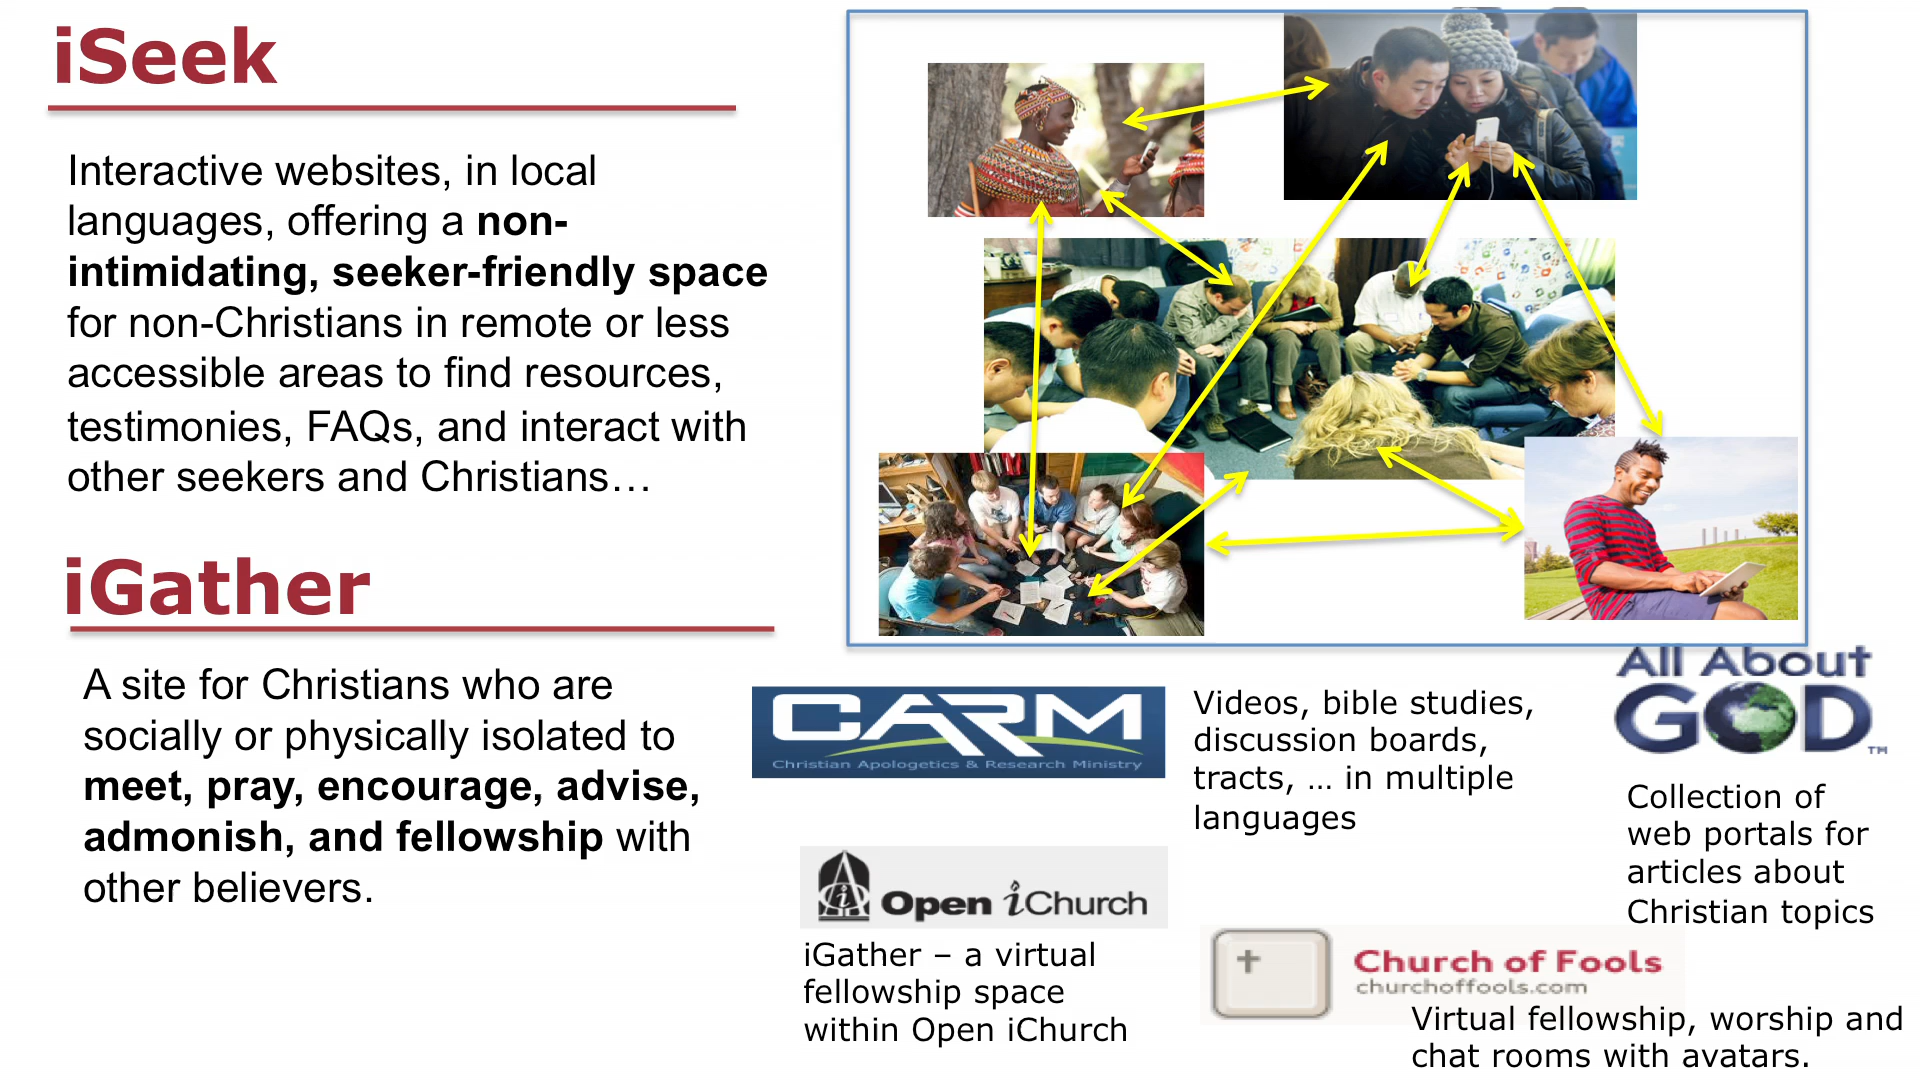 iSeek
Interactive websites, in local
languages, offering a non-
intimidating, seeker-friendly space
for non-Christians in remote or less
accessible areas to find resources,
testimonies, FAQs, and interact with
other seekers and Christians…
iGather
A site for Christians who are
socially or physically isolated to
meet, pray, encourage, advise,
admonish, and fellowship with
other believers.
CARM
Christian Apologetics & Research Ministry
Videos, bible studies,
discussion boards,
tracts, … in multiple
languages
All About
GOD™
Collection of
web portals for
articles about
Christian topics
Open iChurch
iGather – a virtual
fellowship space
within Open iChurch
Church of Fools
churchoffools.com
Virtual fellowship, worship and
chat rooms with avatars.